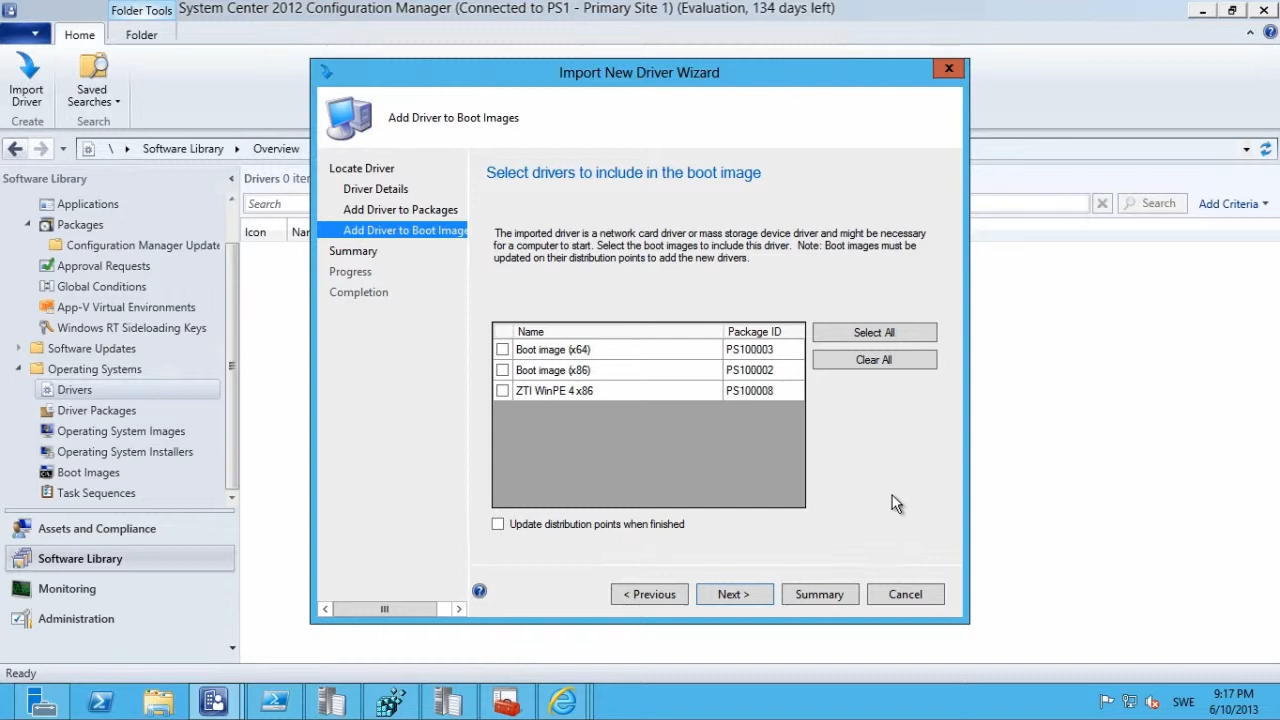 Folder Tools
System Center 2012 Configuration Manager (Connected to PS1 - Primary Site 1) (Evaluation, 134 days left)
Home
Folder
Import
Driver
Saved
Searches
Create
Search
\ Software Library Overview
Software Library
Drivers 0 item
Search
Search
Add Criteria
Icon
Nan
Applications
Packages
Configuration Manager Update
Approval Requests
Global Conditions
App-V Virtual Environments
Windows RT Sideloading Keys
Software Updates
Operating Systems
Drivers
Driver Packages
Operating System Images
Operating System Installers
Boot Images
Task Sequences
Assets and Compliance
Software Library
Monitoring
Administration
Import New Driver Wizard
Add Driver to Boot Images
Locate Driver
Driver Details
Add Driver to Packages
Add Driver to Boot Image
Summary
Progress
Completion
Select drivers to include in the boot image
The imported driver is a network card driver or mass storage device driver and might be necessary
for a computer to start. Select the boot images to include this driver. Note: Boot images must be
updated on their distribution points to add the new drivers.
Name Package ID
Boot image (x64) PS100003
Boot image (x86) PS100002
ZTI WinPE 4 x86 PS100008
Select All
Clear All
Update distribution points when finished
< Previous
Next >
Summary
Cancel
Ready
SWE
9:17 PM
6/10/2013